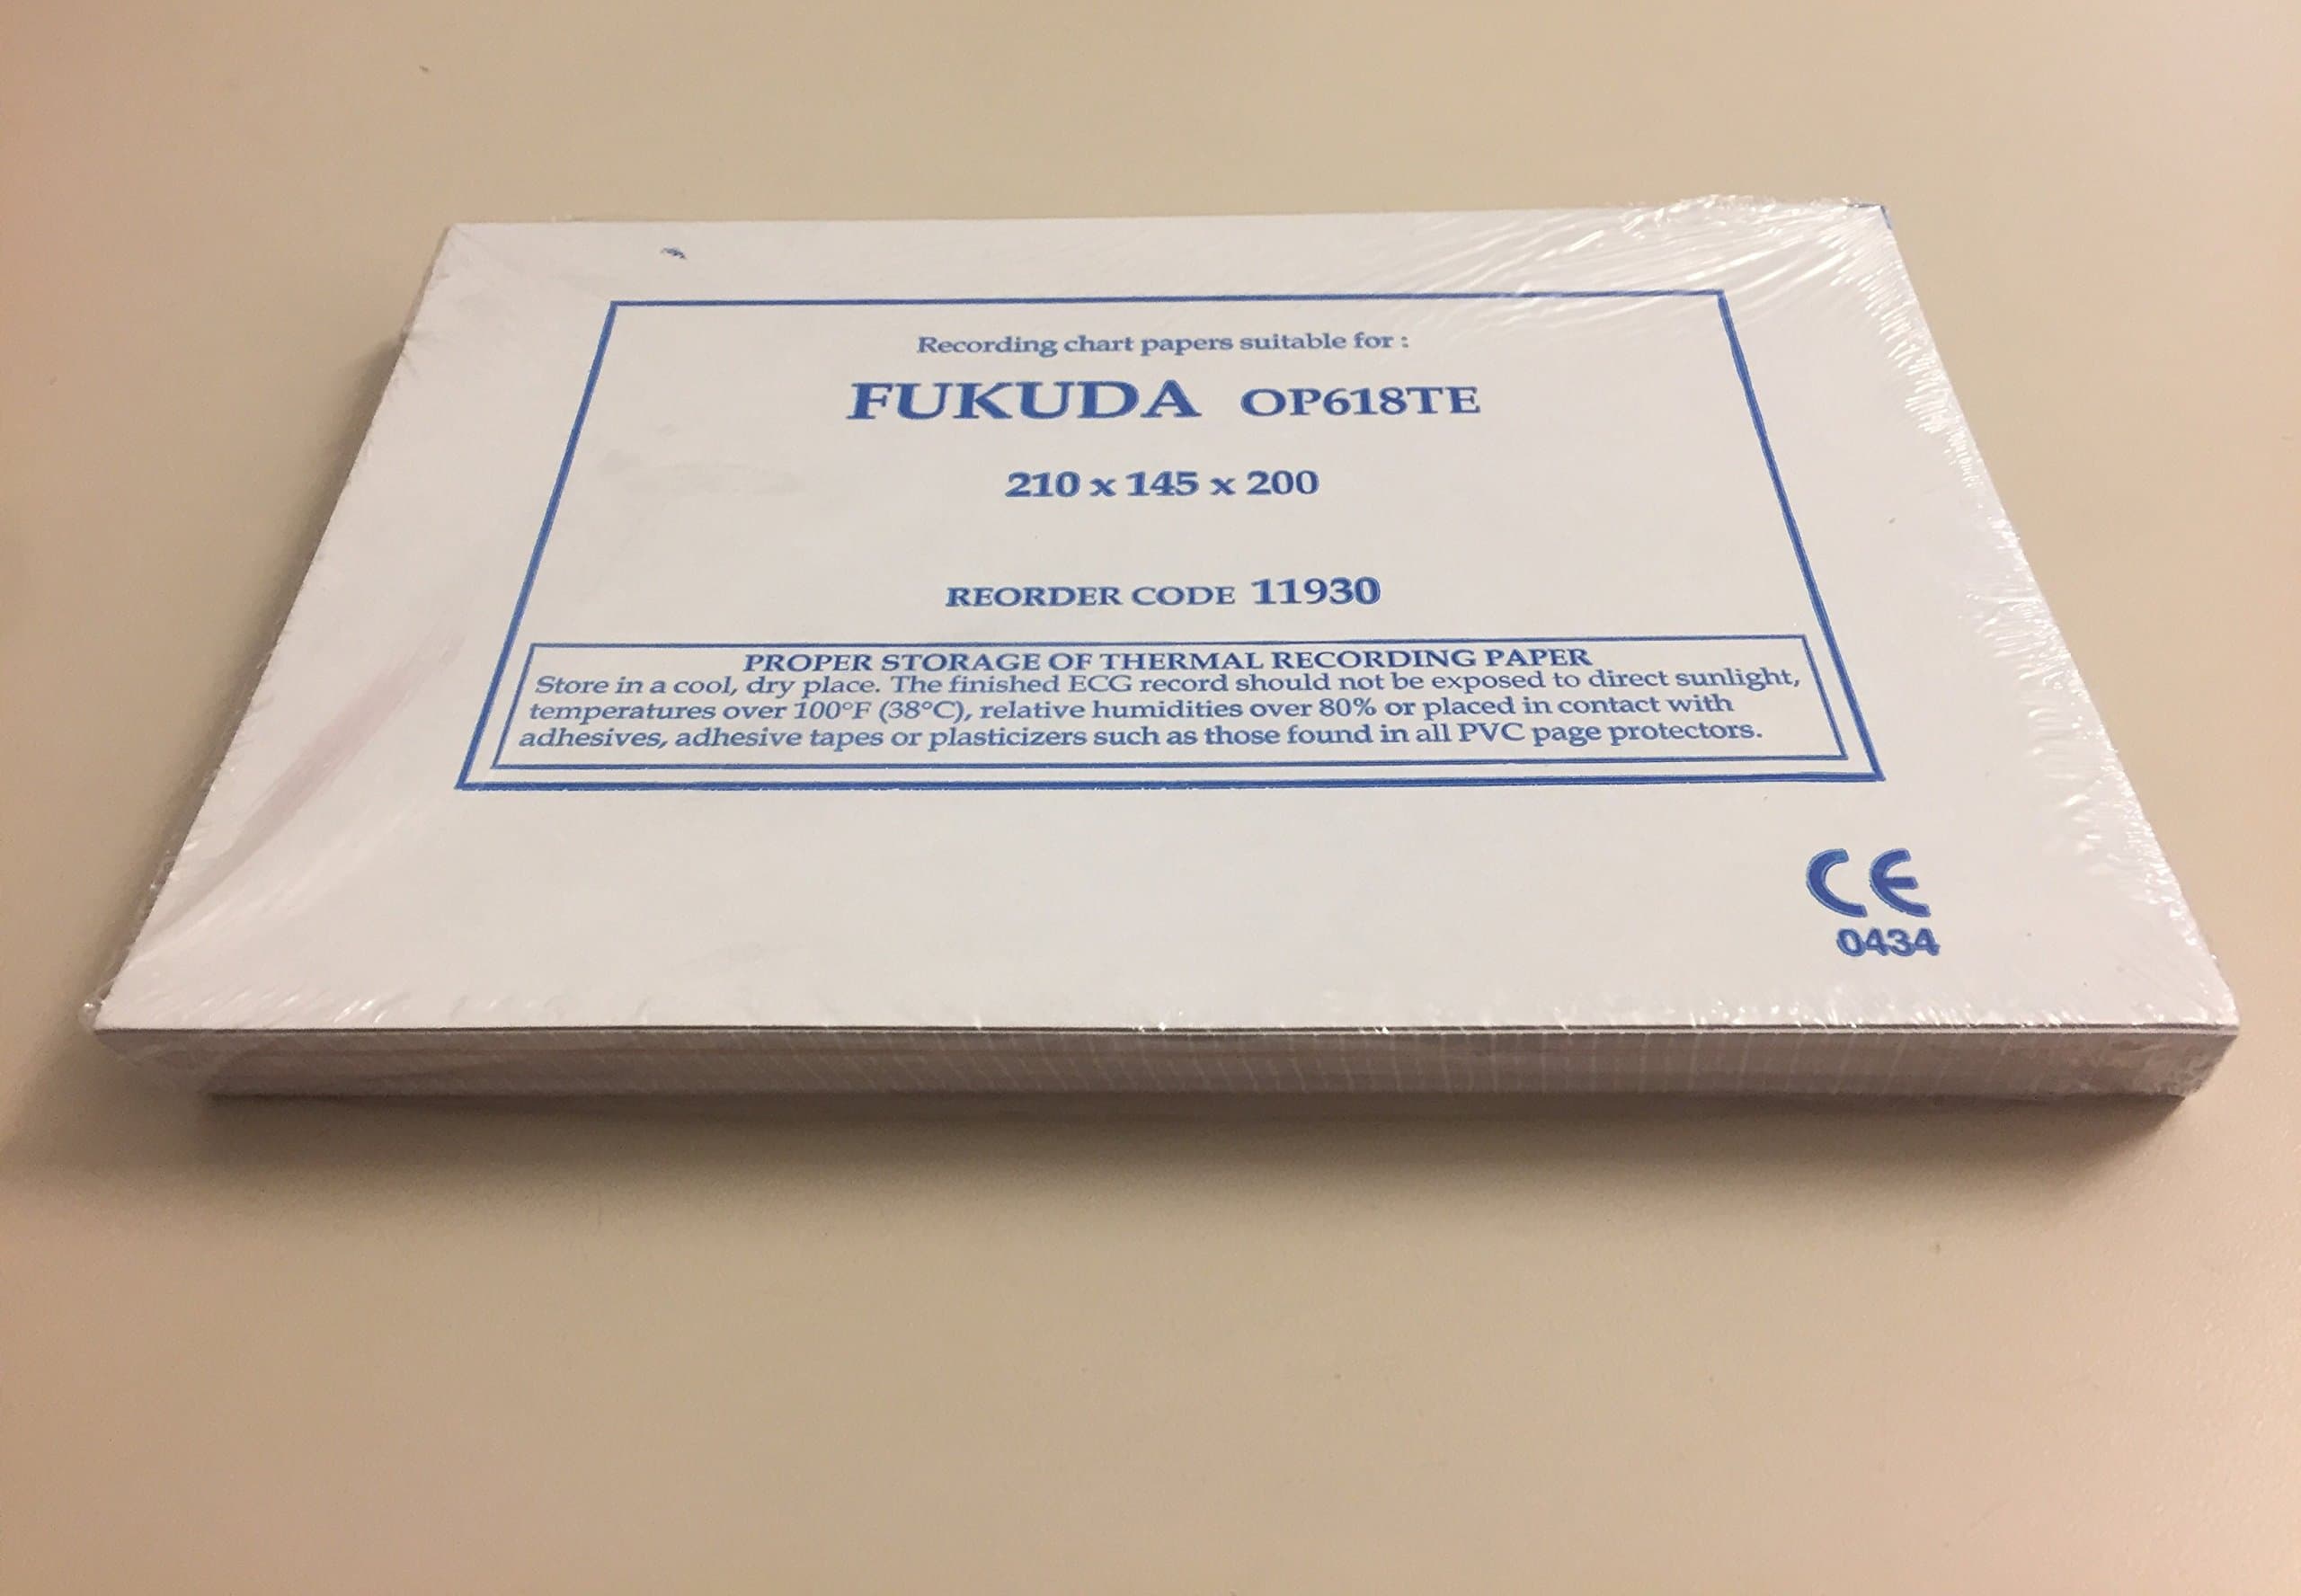 Recording chart papers suitable for :
FUKUDA OP618TE
210 x 145 x 200
REORDER CODE 11930
PROPER STORAGE OF THERMAL RECORDING PAPER
Store in a cool, dry place. The finished ECG record should not be exposed to direct sunlight,
temperatures over 100°F (38°C), relative humidities over 80% or placed in contact with
adhesives, adhesive tapes or plasticizers such as those found in all PVC page protectors.
CE
0434